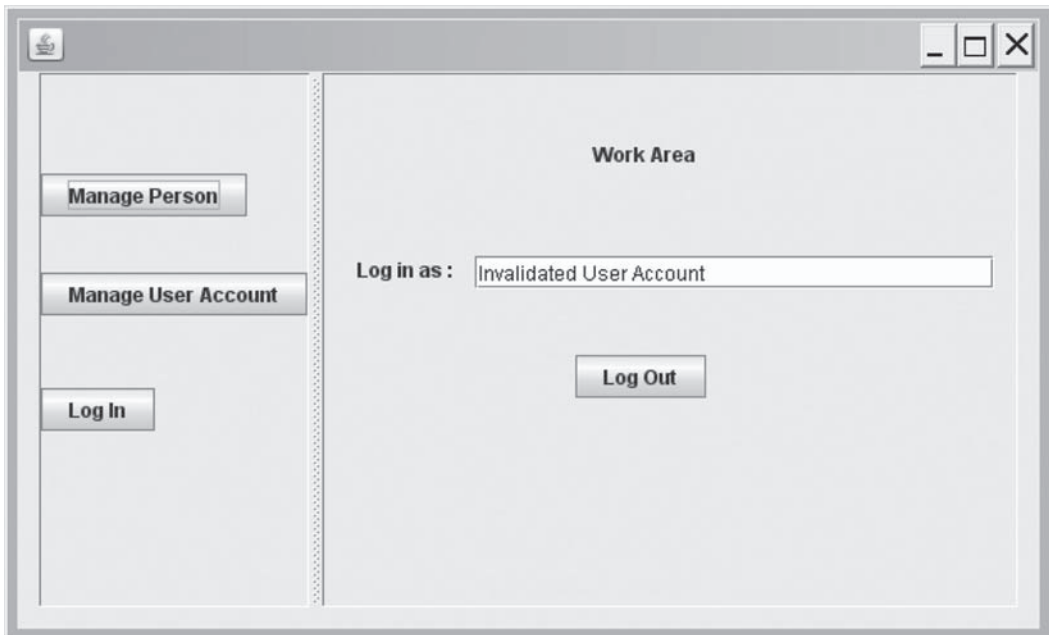 Manage Person
Manage User Account
Log In
Work Area
Log in as :
Invalidated User Account
Log Out